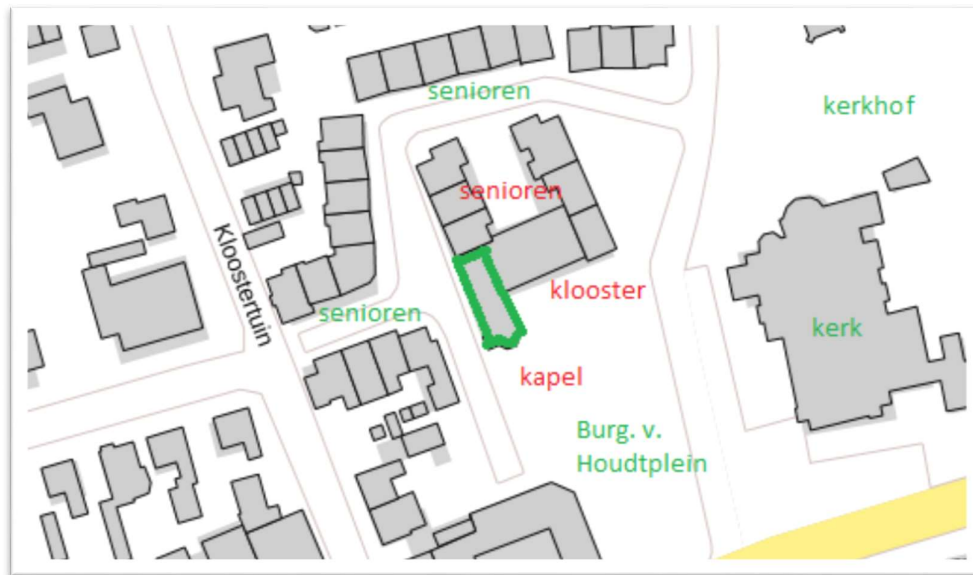 senioren
kerkhof
senioren
Kloostertuin
klooster
senioren
kerk
kapel
Burg. v.
Houdtplein